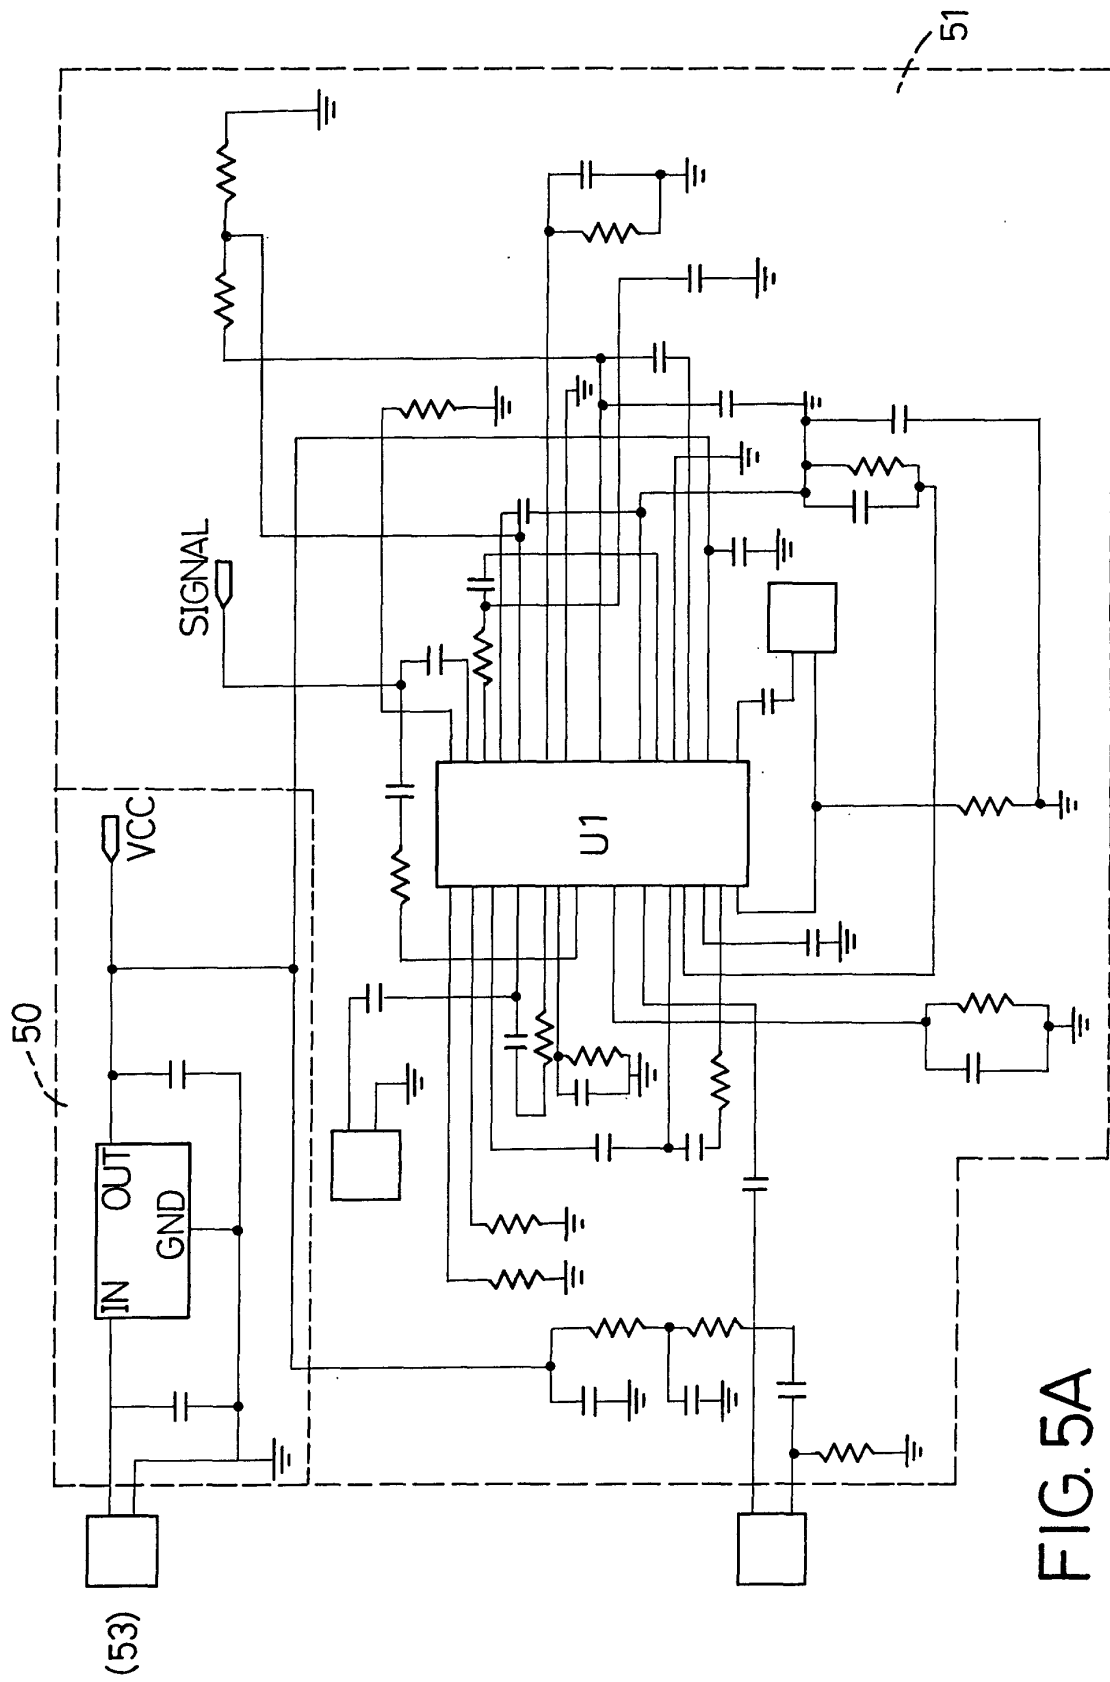 (53)
50
IN
OUT
GND
VCC
SIGNAL
51
U1
FIG. 5A